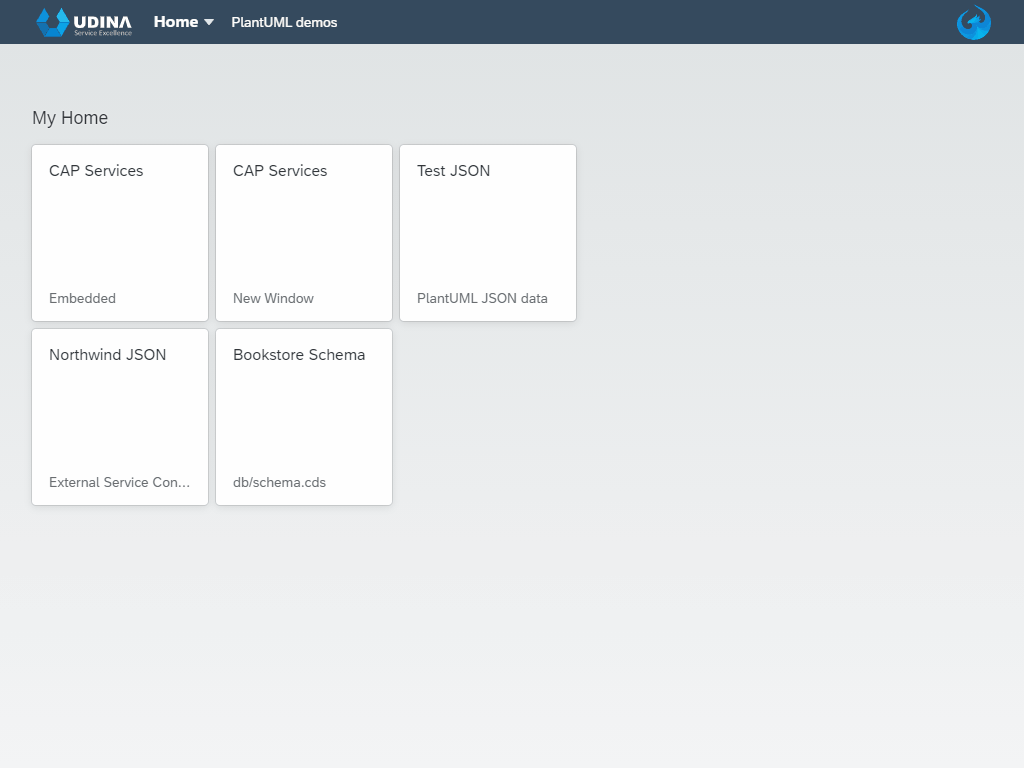 UDINA
Service Excellence
Home
PlantUML demos
My Home
CAP Services
Embedded
CAP Services
New Window
Test JSON
PlantUML JSON data
Northwind JSON
External Service Con...
Bookstore Schema
db/schema.cds